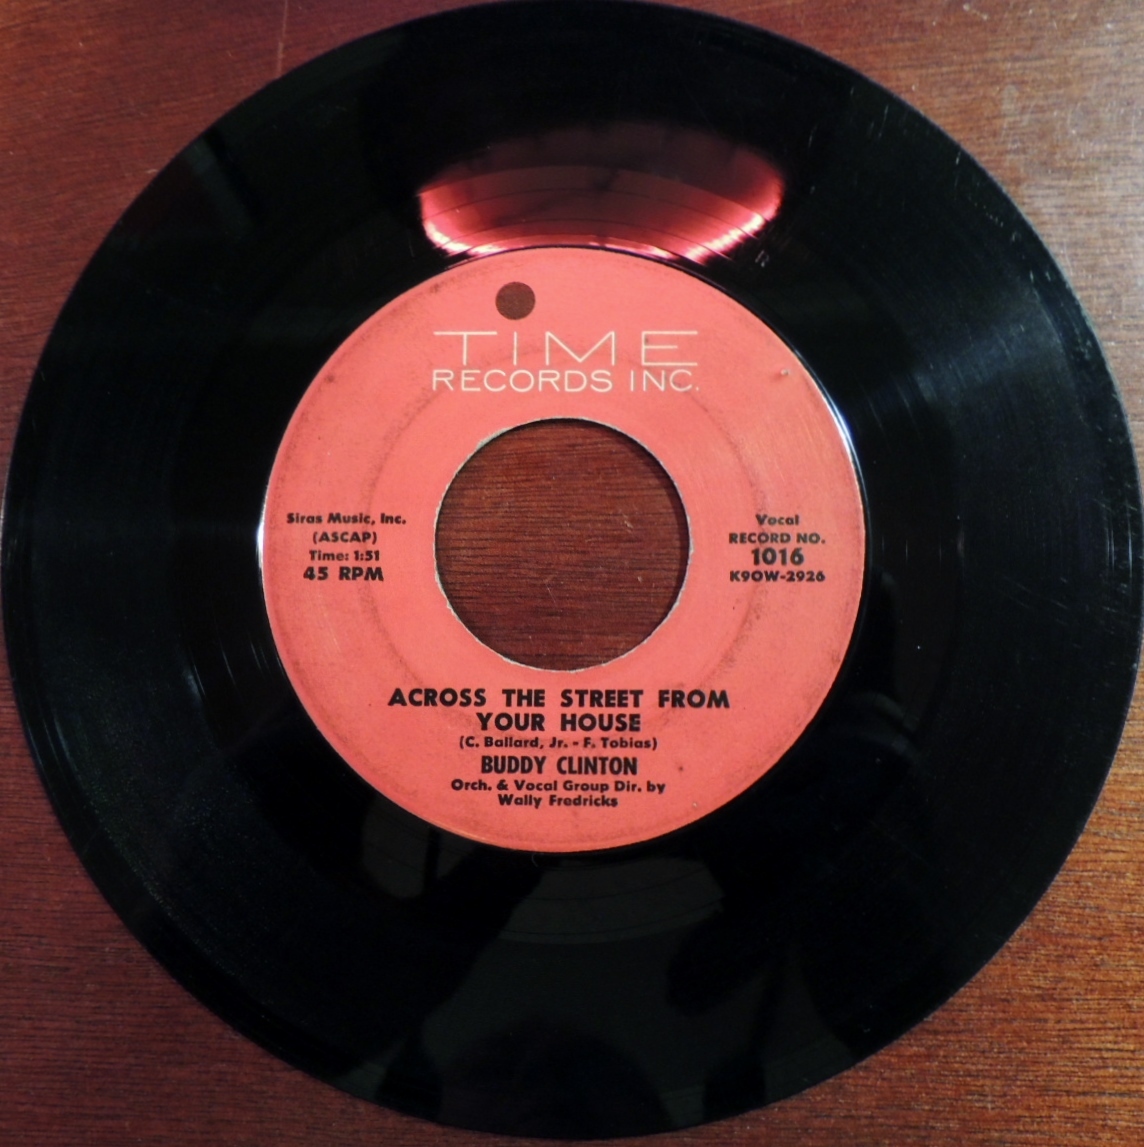 TIME
RECORDS INC.
Siras Music, Inc.
(ASCAP)
Time: 1:51
45 RPM
Vocal
RECORD NO.
1016
K9OW-2926
ACROSS THE STREET FROM
YOUR HOUSE
(C. Ballard, Jr. - F. Tobias)
BUDDY CLINTON
Orch. & Vocal Group Dir. by
Wally Fredricks